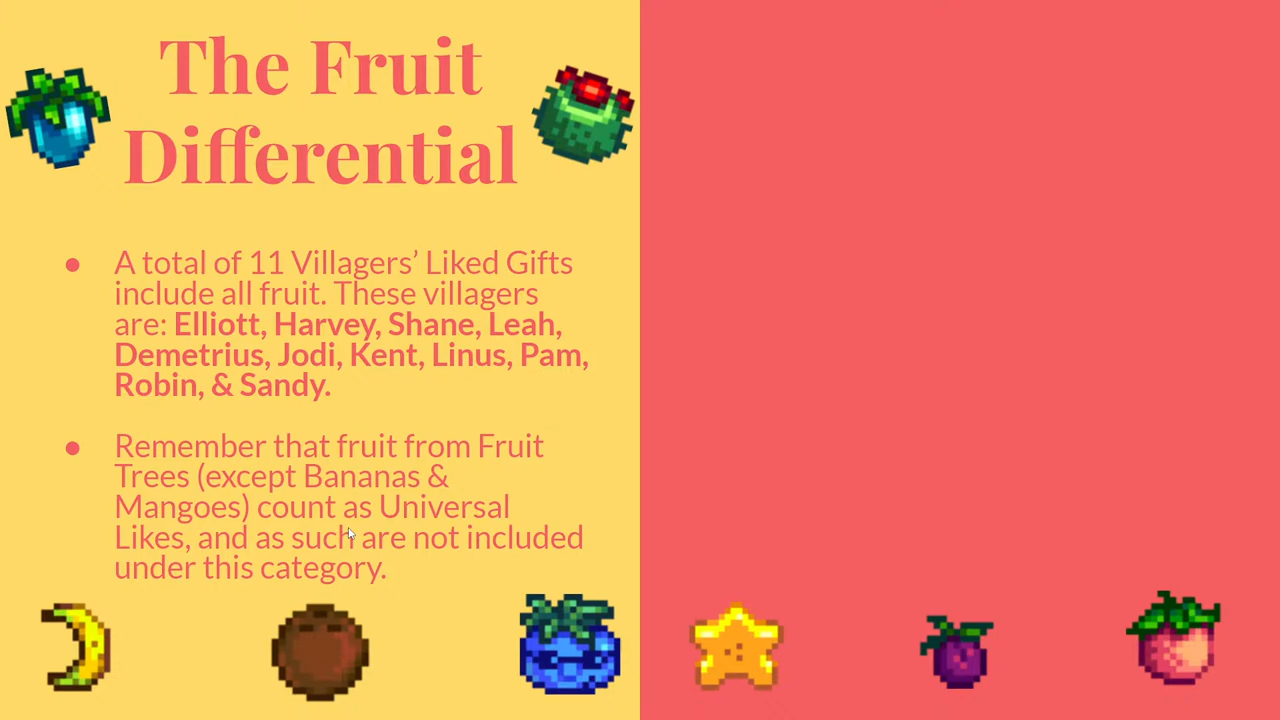 The Fruit
Differential
● A total of 11 Villagers’ Liked Gifts
include all fruit. These villagers
are: Elliott, Harvey, Shane, Leah,
Demetrius, Jodi, Kent, Linus, Pam,
Robin, & Sandy.
● Remember that fruit from Fruit
Trees (except Bananas &
Mangoes) count as Universal
Likes, and as such are not included
under this category.